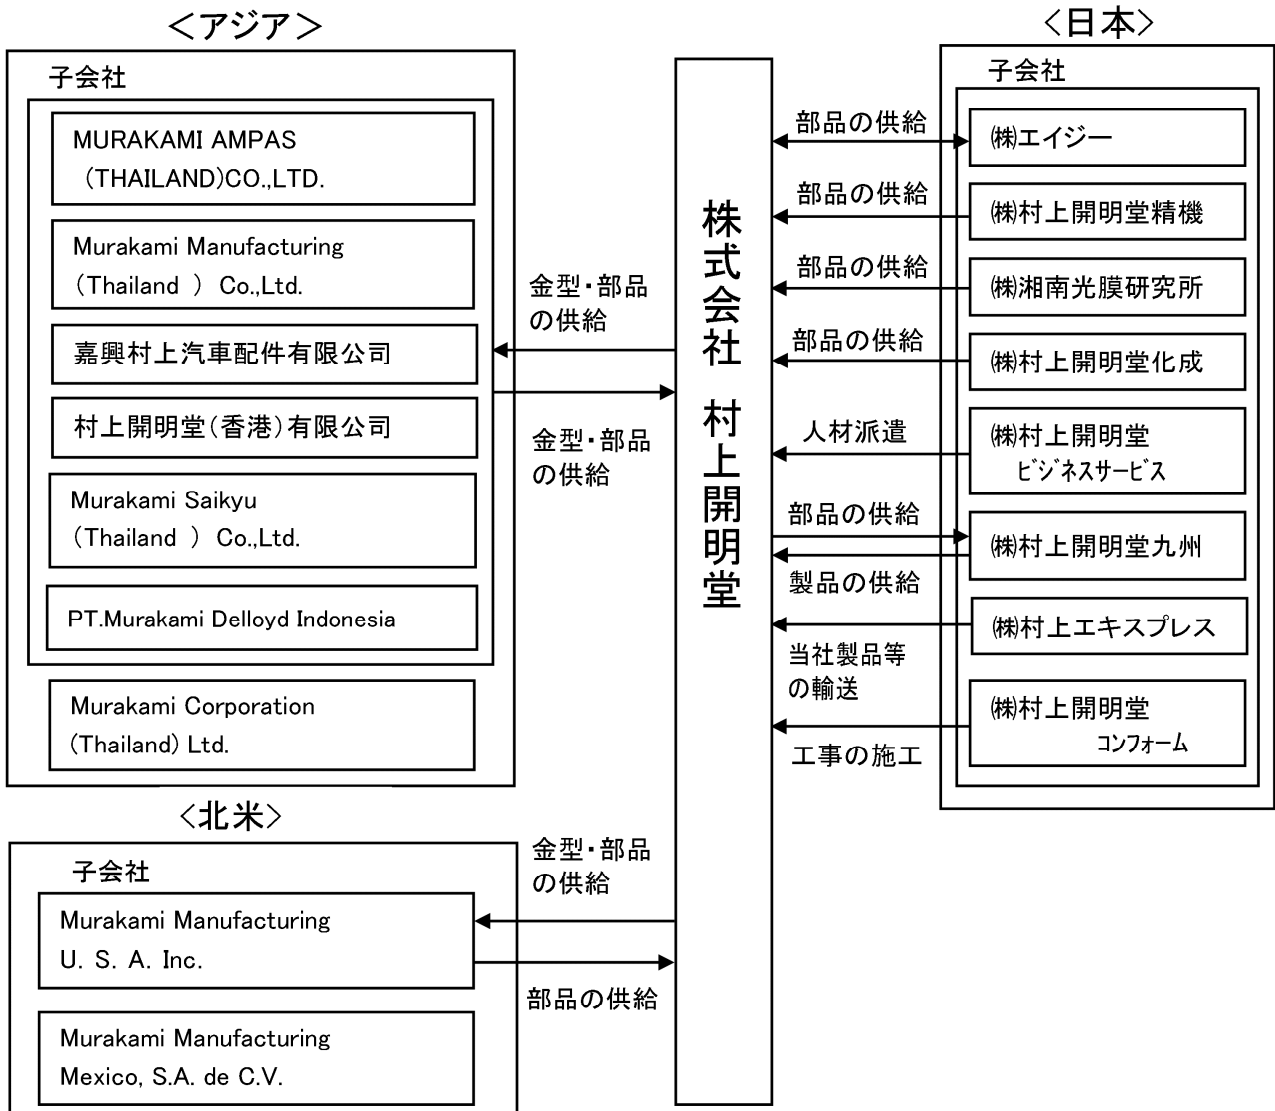 ＜アジア＞
子会社
MURAKAMI AMPAS
(THAILAND)CO.,LTD.
Murakami Manufacturing
(Thailand ) Co.,Ltd.
嘉興村上汽車配件有限公司
村上開明堂(香港)有限公司
Murakami Saikyu
(Thailand ) Co.,Ltd.
PT.Murakami Delloyd Indonesia
Murakami Corporation
(Thailand) Ltd.
金型・部品
の供給
金型・部品
の供給
＜北米＞
子会社
Murakami Manufacturing
U. S. A. Inc.
Murakami Manufacturing
Mexico, S.A. de C.V.
金型・部品
の供給
部品の供給
株式会社 村上開明堂
＜日本＞
子会社
部品の供給
㈱エイジー
部品の供給
㈱村上開明堂精機
部品の供給
㈱湘南光膜研究所
部品の供給
㈱村上開明堂化成
人材派遣
㈱村上開明堂
ﾋﾞｼﾞﾈｽサｰﾋﾞｽ
部品の供給
㈱村上開明堂九州
製品の供給
㈱村上エキスプレス
当社製品等
の輸送
㈱村上開明堂
ｺﾝﾌｫｰﾑ
工事の施工